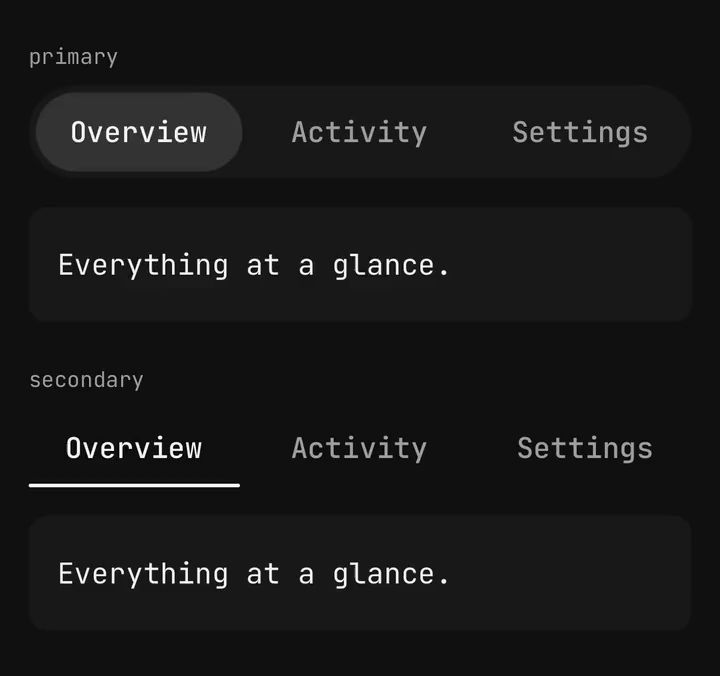 primary
Overview Activity Settings
Everything at a glance.
secondary
Overview Activity Settings
Everything at a glance.